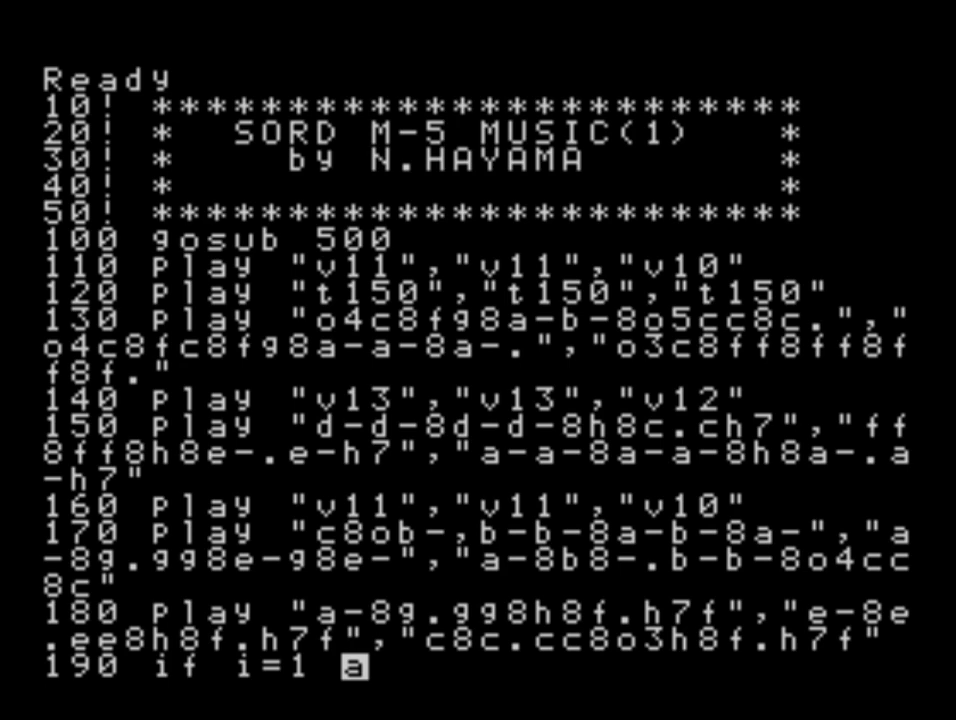 Ready
10!  ************************
20!  *  SORD M-5 MUSIC(1)   *
30!  *    by N.HAYAMA       *
40!  *                      *
50!  ************************
100 gosub 500
110 play "v11","v11","v10"
120 play "t150","t150","t150"
130 play "o4c8fg8a-b-8o5cc8c.","
o4c8fc8fg8a-a-8a-.","o3c8ff8ff8f
f8f."
140 play "v13","v13","v12"
150 play "d-d-8d-d-8h8c.ch7","ff
8ff8h8e-.e-h7","a-a-8a-a-8h8a-.a
-h7"
160 play "v11","v11","v10"
170 play "c8ob-,b-b-8a-b-8a-","a
-8g.gg8e-g8e-","a-8b8-.b-b-8o4cc
8c"
180 play "a-8g.gg8h8f.h7f","e-8e
.ee8h8f.h7f","c8c.cc8o3h8f.h7f"
190 if i=1 a